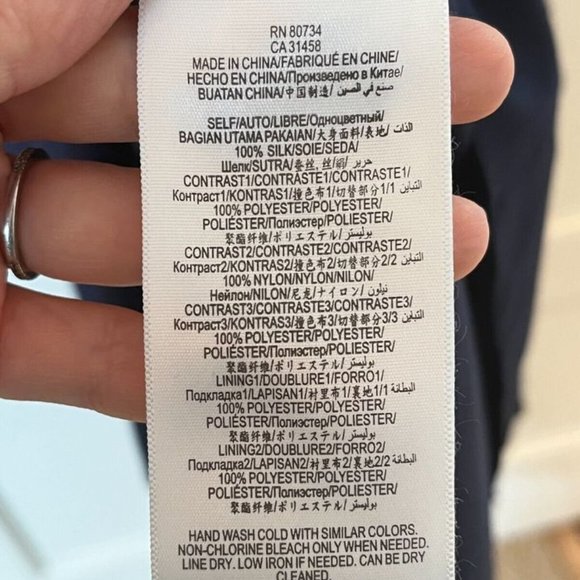 RN 80734
CA 31458
MADE IN CHINA/FABRIQUÉ EN CHINE/
HECHO EN CHINA/Произведено в Китае/
BUATAN CHINA/中国制造/ صنع في الصين
SELF/AUTO/LIBRE/Одноцветный/
BAGIAN UTAMA PAKAIAN/大身面料/表地/ الذات
100% SILK/SOIE/SEDA/
Шелк/SUTRA/蚕丝, 丝/絹/ حرير
CONTRAST1/CONTRASTE1/CONTRASTE1/
Контраст1/KONTRAS1/撞色布1/切替部分1/ التباين 1
100% POLYESTER/POLYESTER/
POLIÉSTER/Полиэстер/POLIESTER/
聚酯纤维/ポリエステル/ بوليستر
CONTRAST2/CONTRASTE2/CONTRASTE2/
Контраст2/KONTRAS2/撞色布2/切替部分2/ التباين 2
100% NYLON/NYLON/NILON/
Нейлон/NILON/尼龙/ナイロン/ نيلون
CONTRAST3/CONTRASTE3/CONTRASTE3/
Контраст3/KONTRAS3/撞色布3/切替部分3/ التباين 3
100% POLYESTER/POLYESTER/
POLIÉSTER/Полиэстер/POLIESTER/
聚酯纤维/ポリエステル/ بوليستر
LINING1/DOUBLURE1/FORRO1/
Подкладка1/LAPISAN1/衬里布1/裏地1/ البطانة 1
100% POLYESTER/POLYESTER/
POLIÉSTER/Полиэстер/POLIESTER/
聚酯纤维/ポリエステル/ بوليستر
LINING2/DOUBLURE2/FORRO2/
Подкладка2/LAPISAN2/衬里布2/裏地2/ البطانة 2
100% POLYESTER/POLYESTER/
POLIÉSTER/Полиэстер/POLIESTER/
聚酯纤维/ポリエステル/ بوليستر
HAND WASH COLD WITH SIMILAR COLORS.
NON-CHLORINE BLEACH ONLY WHEN NEEDED.
LINE DRY. LOW IRON IF NEEDED. CAN BE DRY
CLEANED.